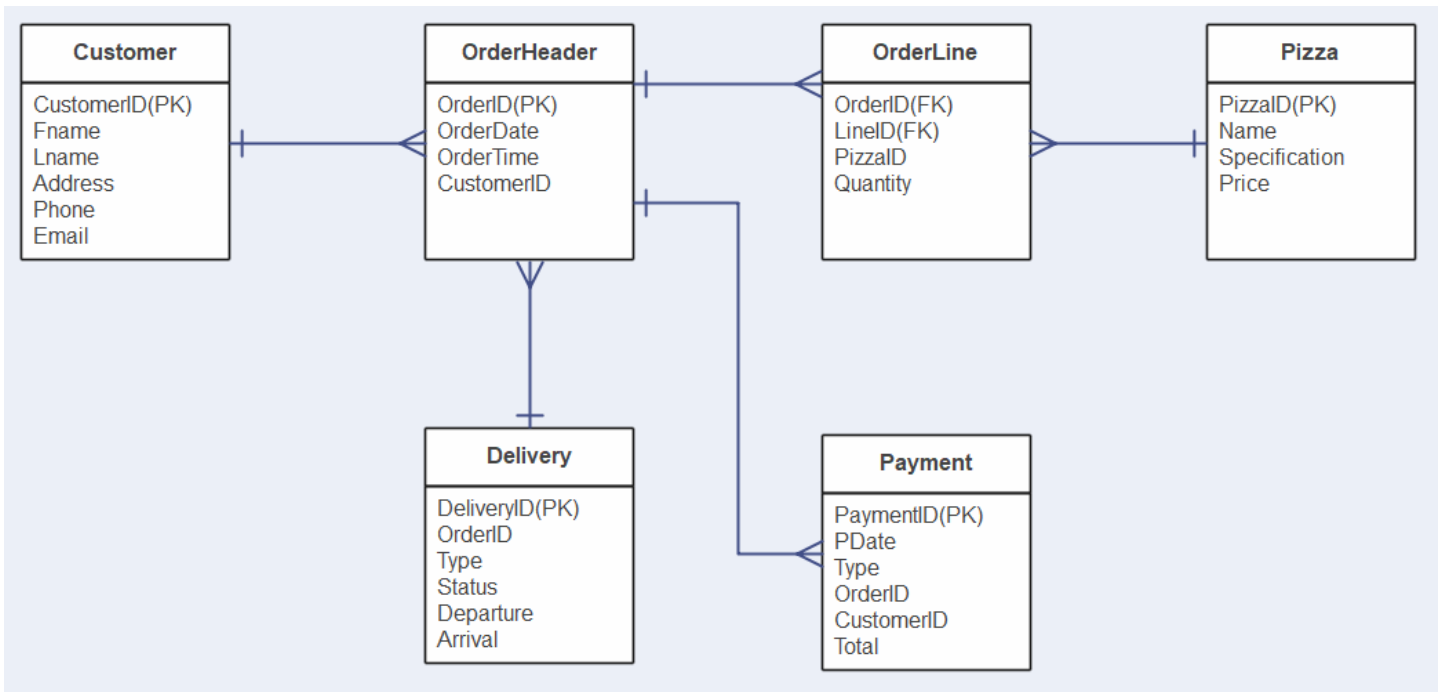 Customer
CustomerID(PK)
Fname
Lname
Address
Phone
Email
OrderHeader
OrderID(PK)
OrderDate
OrderTime
CustomerID
OrderLine
OrderID(FK)
LineID(FK)
PizzaID
Quantity
Pizza
PizzaID(PK)
Name
Specification
Price
Delivery
DeliveryID(PK)
OrderID
Type
Status
Departure
Arrival
Payment
PaymentID(PK)
PDate
Type
OrderID
CustomerID
Total